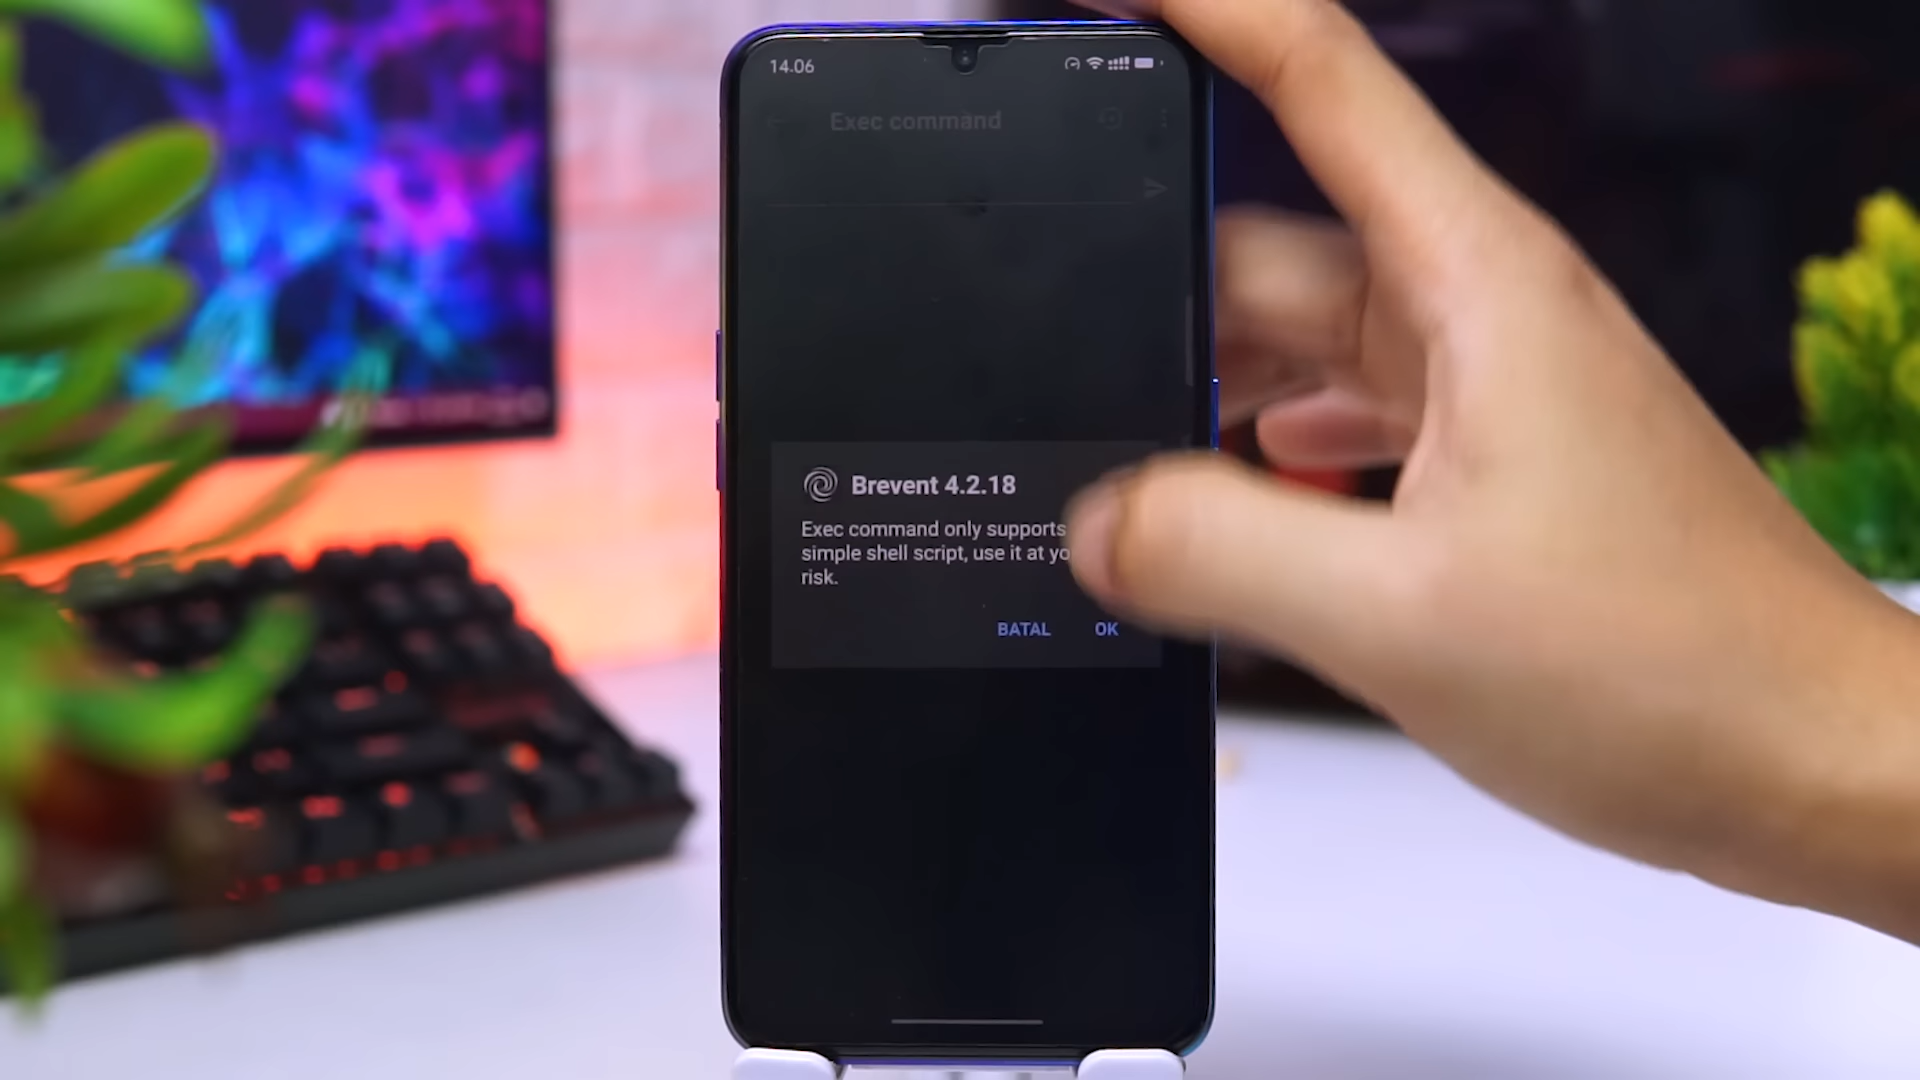 14.06
Exec command
Brevent 4.2.18
Exec command only supports
simple shell script, use it at
risk.
BATAL OK